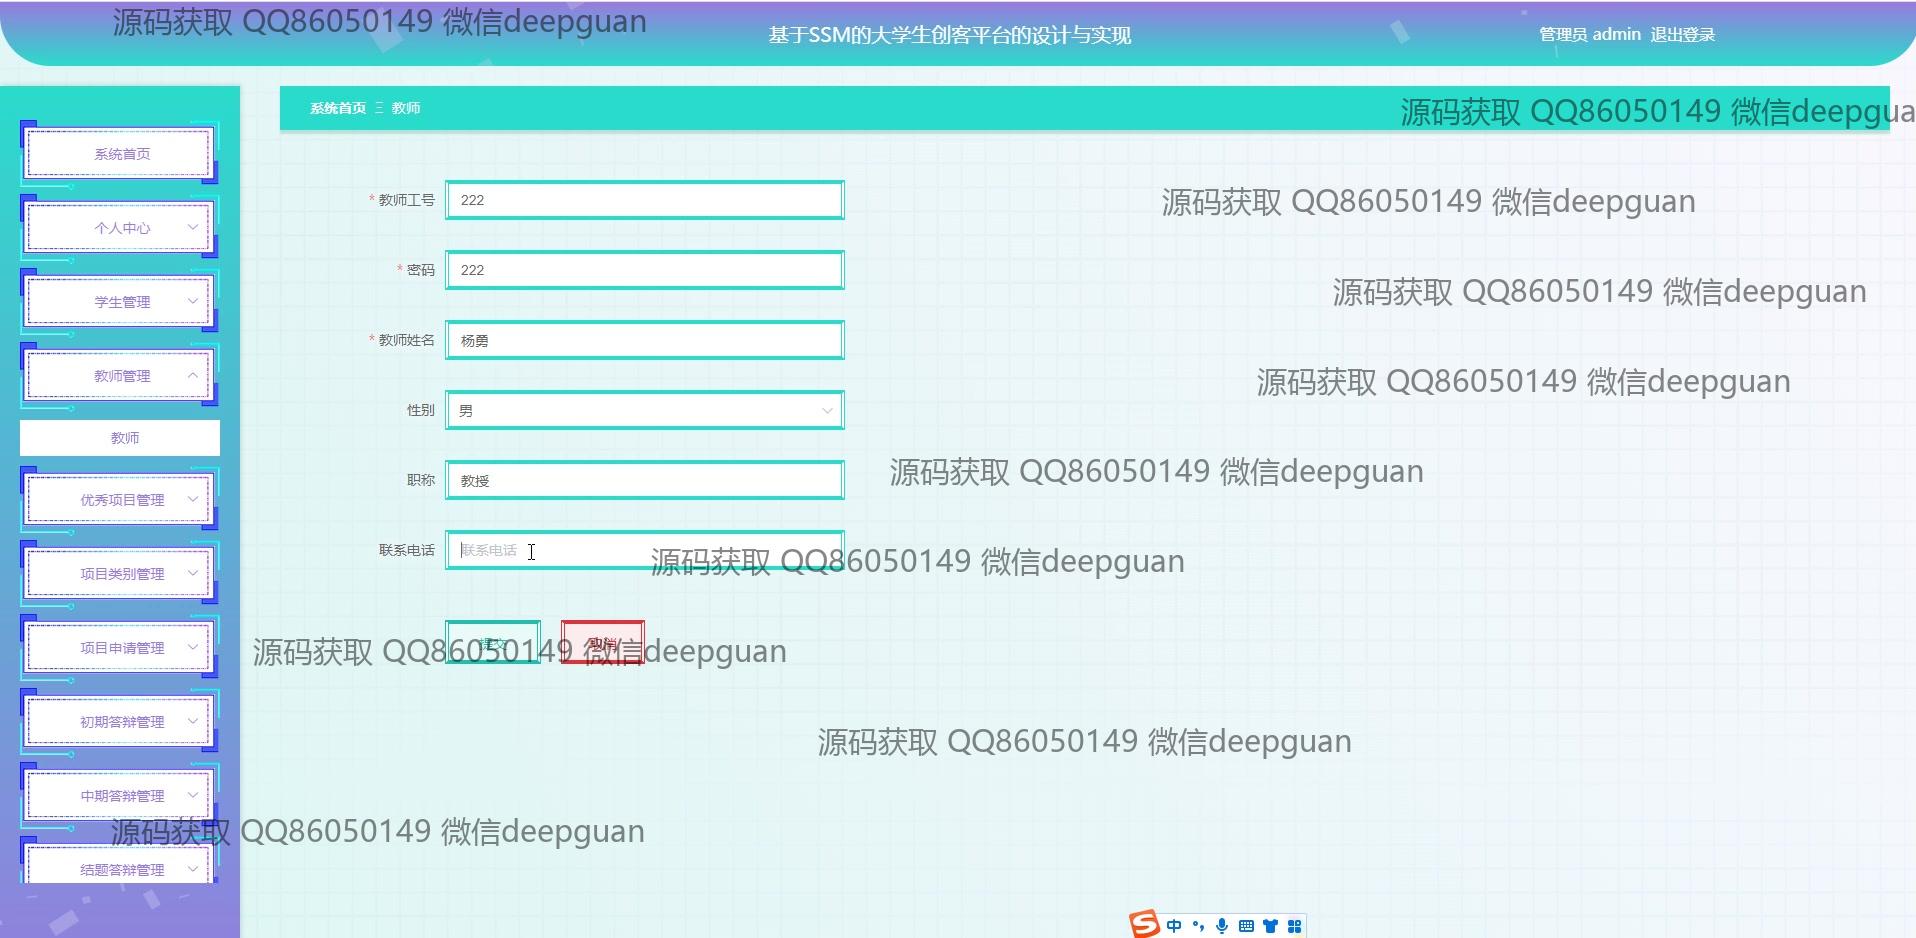 源码获取 QQ86050149 微信deepguan
基于SSM的大学生创客平台的设计与实现
管理员 admin 退出登录
系统首页 Ξ 教师
源码获取 QQ86050149 微信deepgua
系统首页
个人中心
学生管理
教师管理
教师
优秀项目管理
项目类别管理
项目申请管理
初期答辩管理
中期答辩管理
结题答辩管理
* 教师工号 222
源码获取 QQ86050149 微信deepguan
* 密码 222
源码获取 QQ86050149 微信deepguan
* 教师姓名 杨勇
源码获取 QQ86050149 微信deepguan
性别 男
职称 教授
源码获取 QQ86050149 微信deepguan
联系电话 联系电话
源码获取 QQ86050149 微信deepguan
提交 取消
源码获取 QQ86050149 微信deepguan
源码获取 QQ86050149 微信deepguan
源码获取 QQ86050149 微信deepguan
S 中